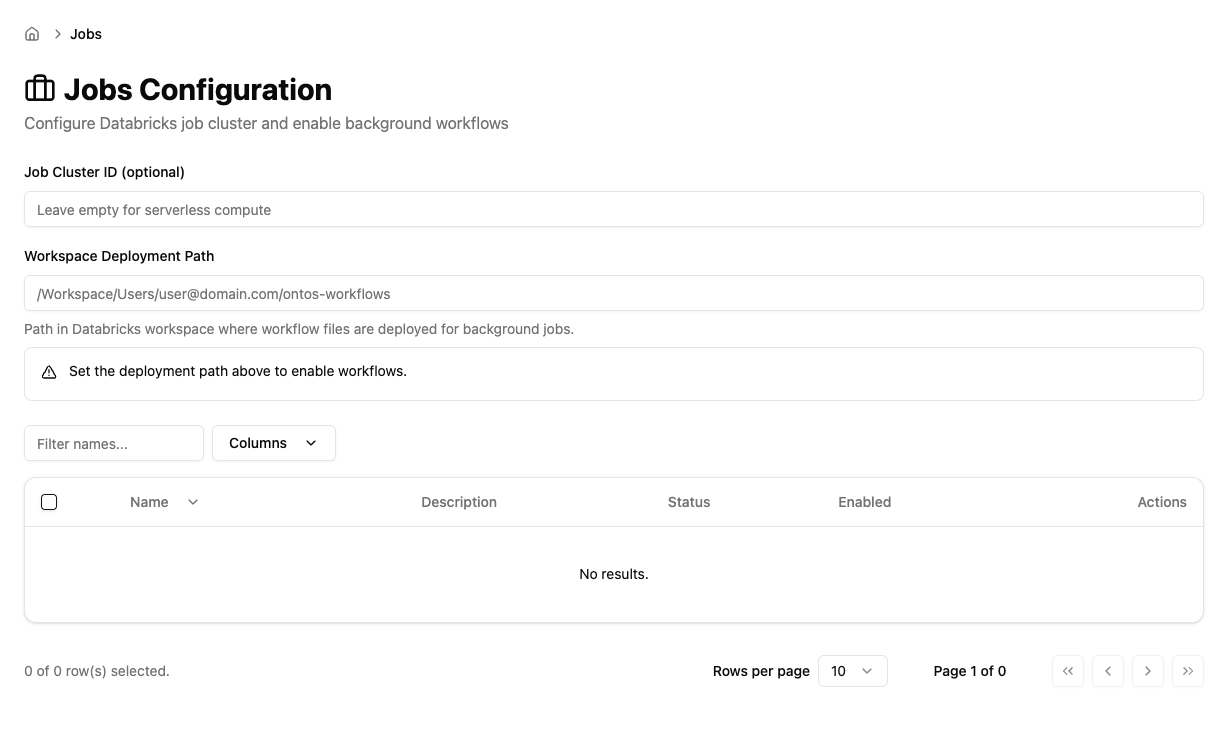 Jobs
Jobs Configuration
Configure Databricks job cluster and enable background workflows
Job Cluster ID (optional)
Leave empty for serverless compute
Workspace Deployment Path
/Workspace/Users/user@domain.com/ontos-workflows
Path in Databricks workspace where workflow files are deployed for background jobs.
Set the deployment path above to enable workflows.
Filter names... Columns
Name Description Status Enabled Actions
No results.
0 of 0 row(s) selected. Rows per page 10 Page 1 of 0